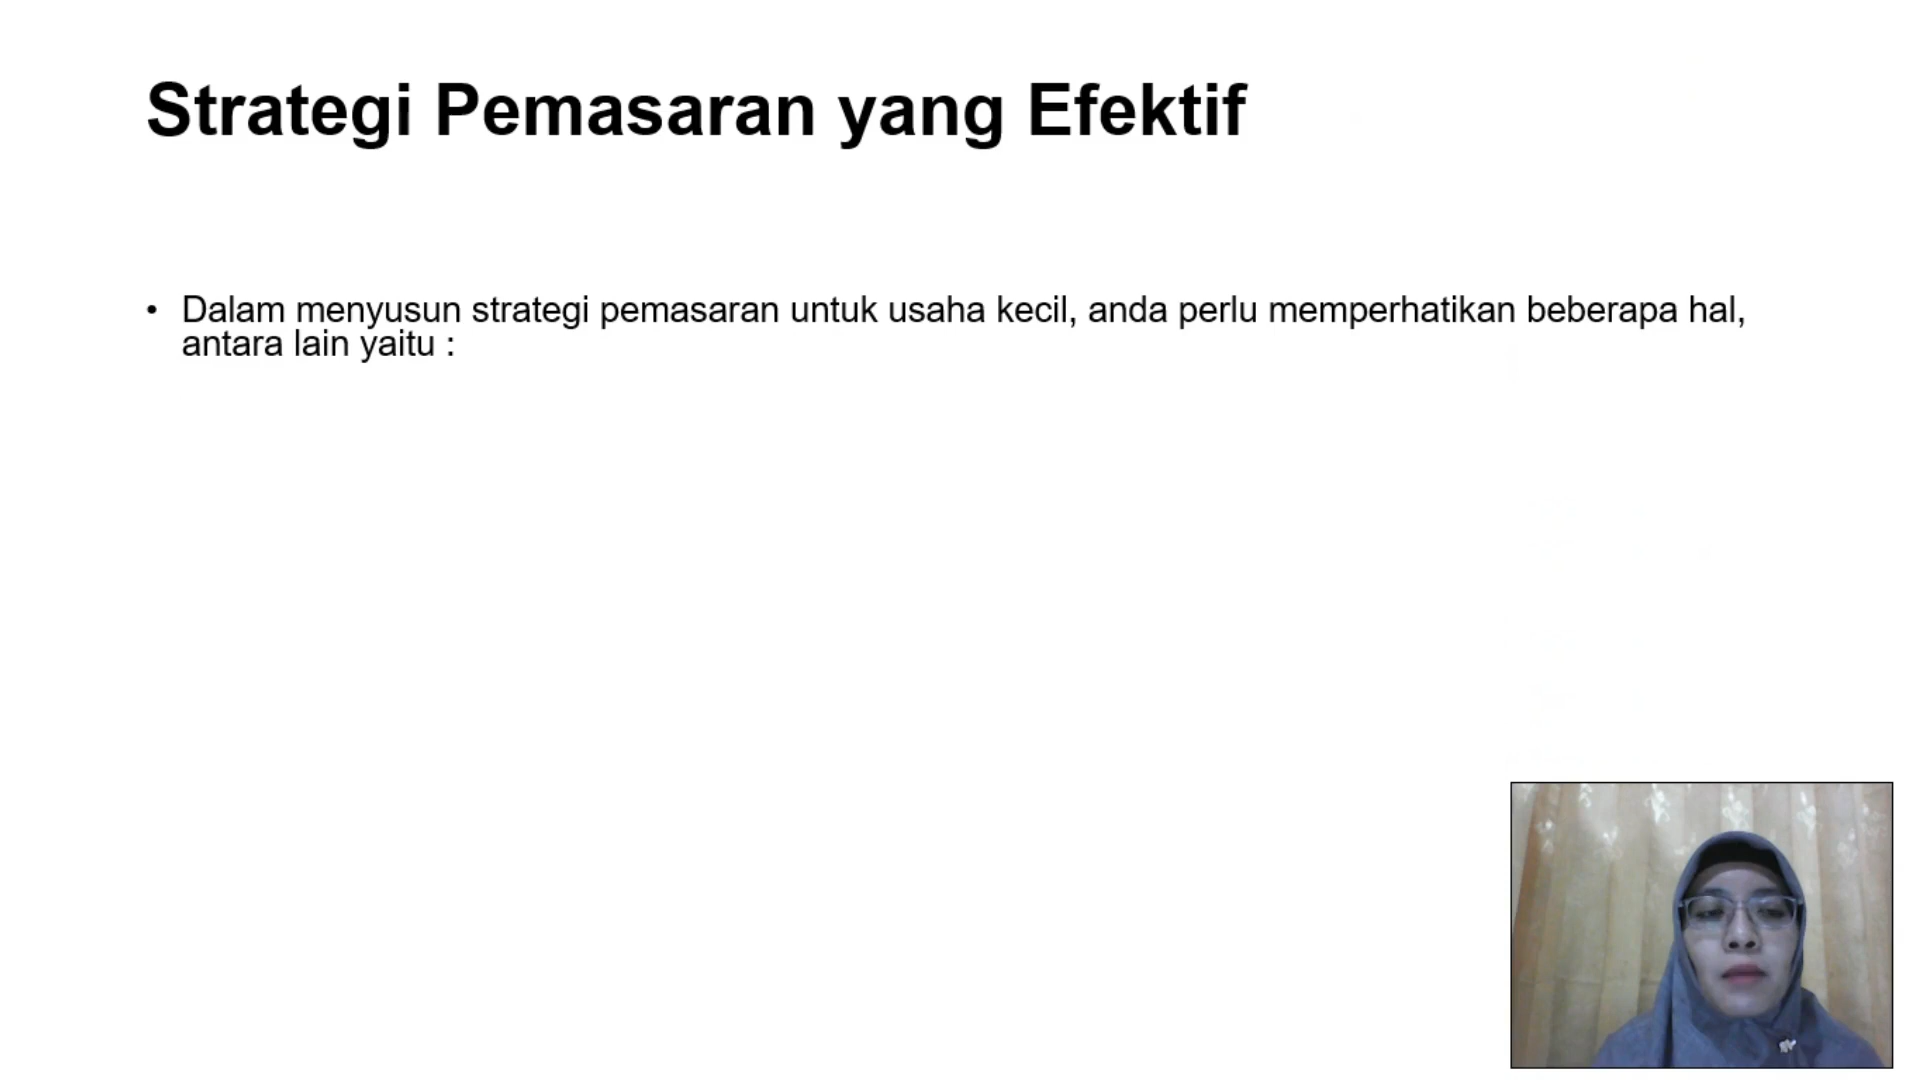 Strategi Pemasaran yang Efektif
• Dalam menyusun strategi pemasaran untuk usaha kecil, anda perlu memperhatikan beberapa hal,
antara lain yaitu :